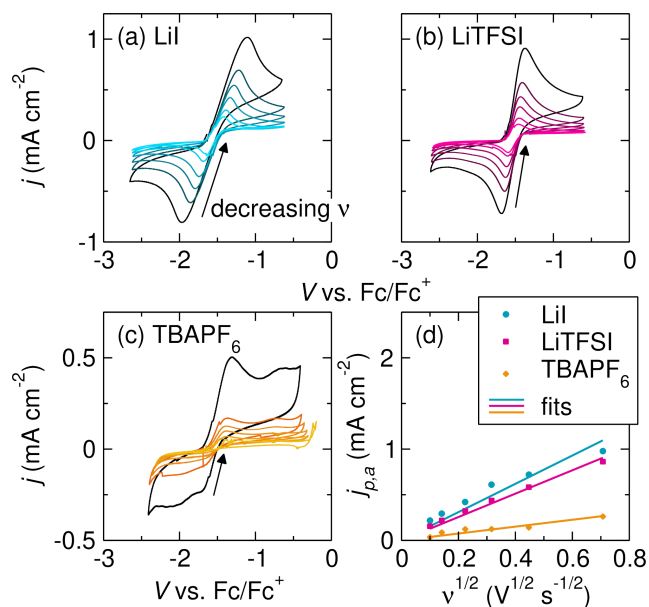 (a) LiI
(b) LiTFSI
j (mA cm⁻²)
1
0
-1
decreasing ν
-3 -2 -1 0
-3 -2 -1 0
V vs. Fc/Fc⁺
(c) TBAPF₆
j (mA cm⁻²)
0.5
0
-0.5
-3 -2 -1 0
V vs. Fc/Fc⁺
(d)
LiI
LiTFSI
TBAPF₆
fits
j_{p,a} (mA cm⁻²)
2
1
0
0 0.2 0.4 0.6 0.8
ν^{1/2} (V^{1/2} s^{-1/2})